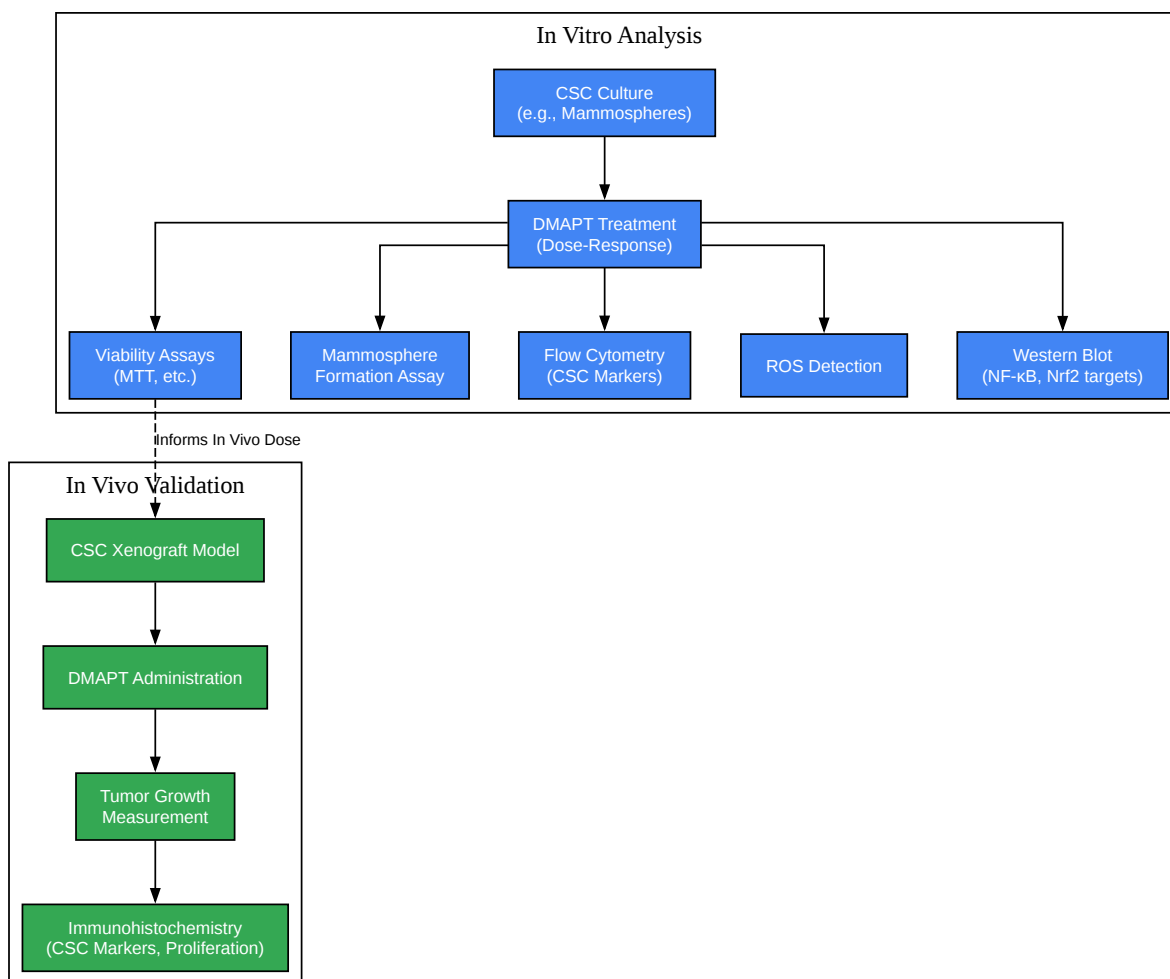 In Vitro Analysis
CSC Culture
(e.g., Mammospheres)
DMAPT Treatment
(Dose-Response)
Viability Assays
(MTT, etc.)
Mammosphere
Formation Assay
Flow Cytometry
(CSC Markers)
ROS Detection
Western Blot
(NF-κB, Nrf2 targets)
Informs In Vivo Dose
In Vivo Validation
CSC Xenograft Model
DMAPT Administration
Tumor Growth
Measurement
Immunohistochemistry
(CSC Markers, Proliferation)